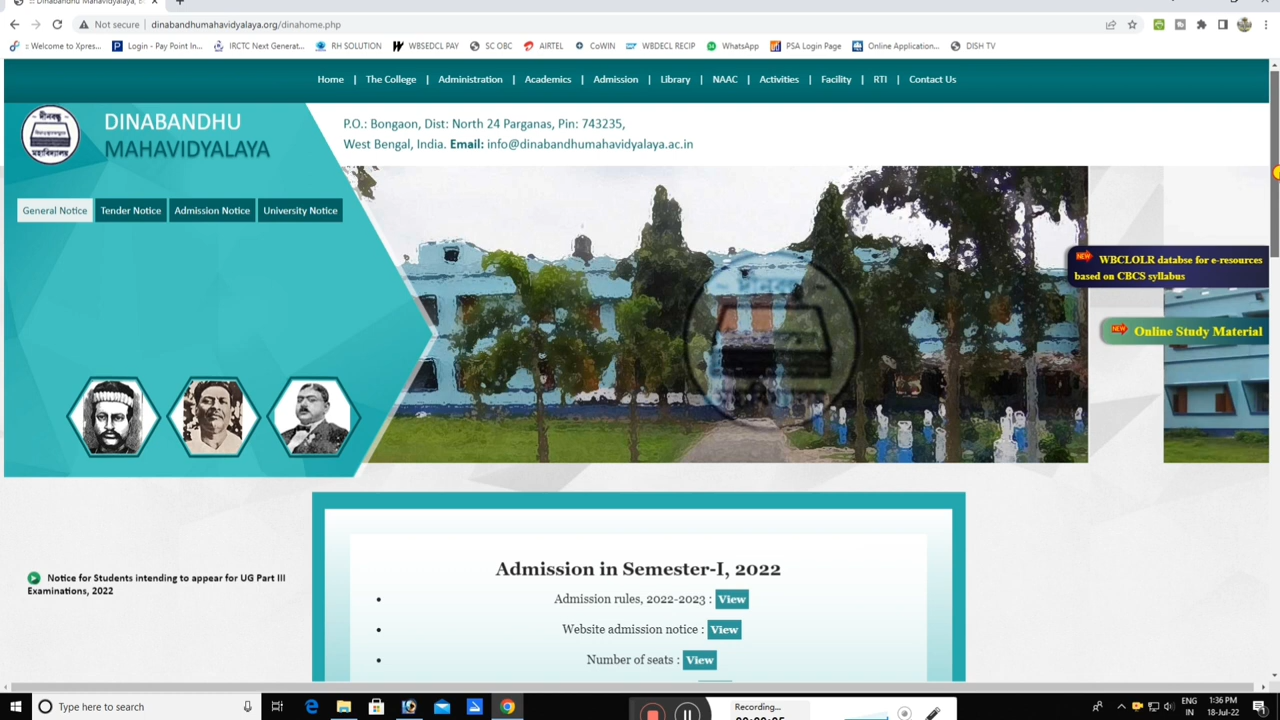 :: Dinabandhu Mahavidyalaya, B
Not secure | dinabandhumahavidyalaya.org/dinahome.php
:: Welcome to Xpres...
Login - Pay Point In...
IRCTC Next Generat...
RH SOLUTION
WBSEDCL PAY
SC OBC
AIRTEL
CoWIN
WBDECL RECIP
WhatsApp
PSA Login Page
Online Application...
DISH TV
Home | The College | Administration | Academics | Admission | Library | NAAC | Activities | Facility | RTI | Contact Us
দীনবন্ধু
মহাবিদ্যালয়
DINABANDHU
MAHAVIDYALAYA
P.O.: Bongaon, Dist: North 24 Parganas, Pin: 743235,
West Bengal, India. Email: info@dinabandhumahavidyalaya.ac.in
General Notice
Tender Notice
Admission Notice
University Notice
NEW WBCLOLR databse for e-resources
based on CBCS syllabus
NEW Online Study Material
Notice for Students intending to appear for UG Part III
Examinations, 2022
Admission in Semester-I, 2022
Admission rules, 2022-2023 : View
Website admission notice : View
Number of seats : View
Type here to search
Recording...
ENG
IN
1:36 PM
18-Jul-22